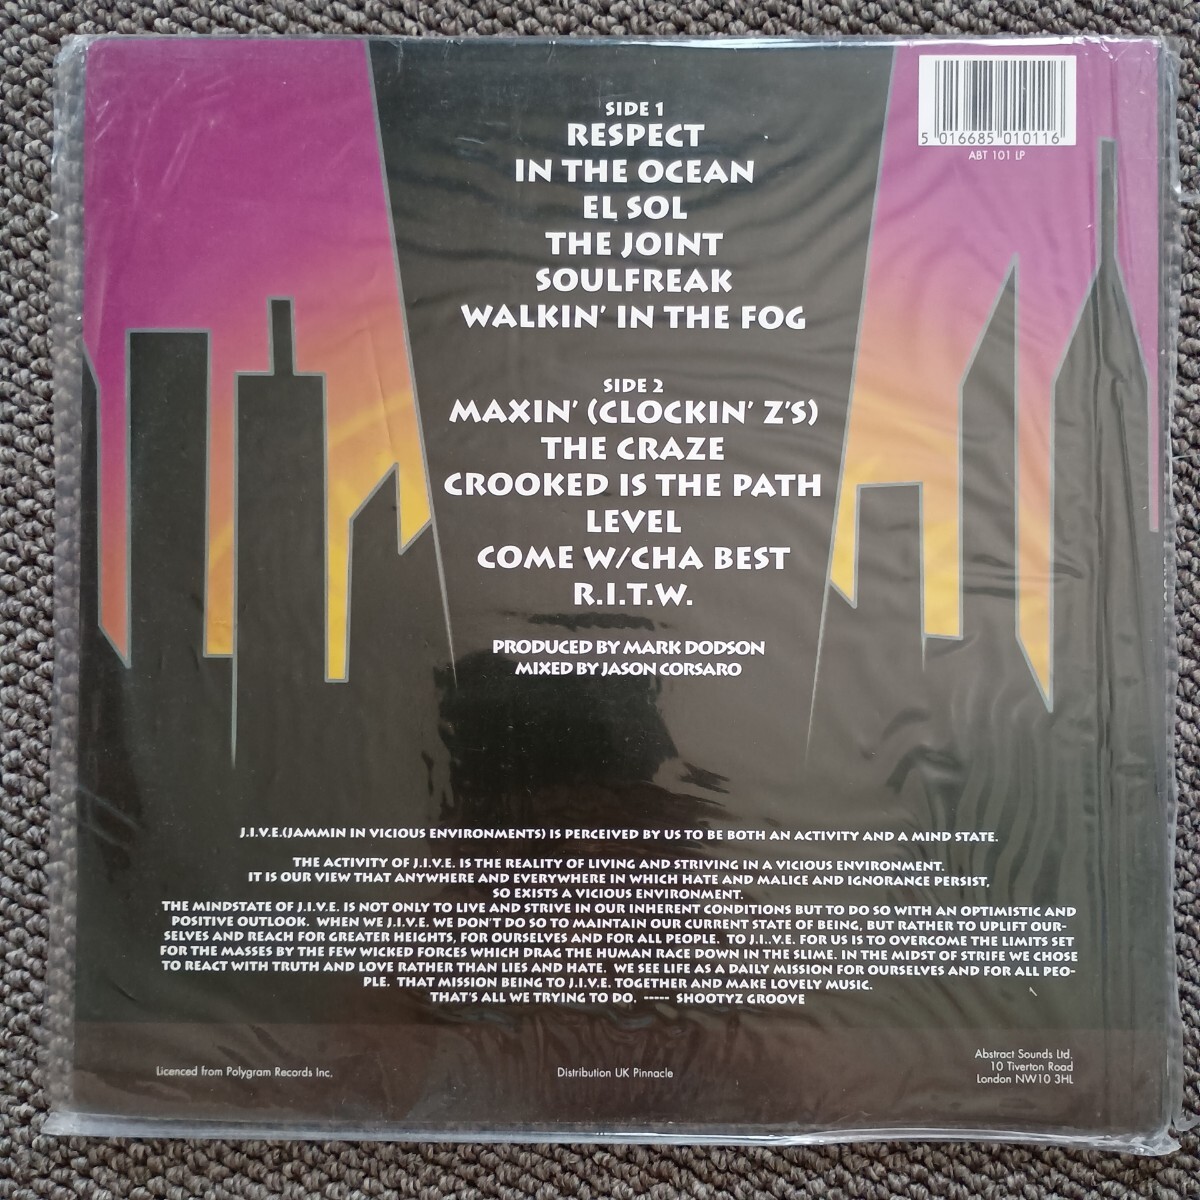 SIDE 1
RESPECT
IN THE OCEAN
EL SOL
THE JOINT
SOULFREAK
WALKIN' IN THE FOG
5 016685 010116
ABT 101 LP
SIDE 2
MAXIN' (CLOCKIN' Z'S)
THE CRAZE
CROOKED IS THE PATH
LEVEL
COME W/CHA BEST
R.I.T.W.
PRODUCED BY MARK DODSON
MIXED BY JASON CORSARO
J.I.V.E.(JAMMIN IN VICIOUS ENVIRONMENTS) IS PERCEIVED BY US TO BE BOTH AN ACTIVITY AND A MIND STATE.
THE ACTIVITY OF J.I.V.E. IS THE REALITY OF LIVING AND STRIVING IN A VICIOUS ENVIRONMENT.
IT IS OUR VIEW THAT ANYWHERE AND EVERYWHERE IN WHICH HATE AND MALICE AND IGNORANCE PERSIST,
SO EXISTS A VICIOUS ENVIRONMENT.
THE MINDSTATE OF J.I.V.E. IS NOT ONLY TO LIVE AND STRIVE IN OUR INHERENT CONDITIONS BUT TO DO SO WITH AN OPTIMISTIC AND
POSITIVE OUTLOOK. WHEN WE J.I.V.E. WE DON'T DO SO TO MAINTAIN OUR CURRENT STATE OF BEING, BUT RATHER TO UPLIFT OUR-
SELVES AND REACH FOR GREATER HEIGHTS, FOR OURSELVES AND FOR ALL PEOPLE. TO J.I..V.E. FOR US IS TO OVERCOME THE LIMITS SET
FOR THE MASSES BY THE FEW WICKED FORCES WHICH DRAG THE HUMAN RACE DOWN IN THE SLIME. IN THE MIDST OF STRIFE WE CHOSE
TO REACT WITH TRUTH AND LOVE RATHER THAN LIES AND HATE. WE SEE LIFE AS A DAILY MISSION FOR OURSELVES AND FOR ALL PEO-
PLE. THAT MISSION BEING TO J.I.V.E. TOGETHER AND MAKE LOVELY MUSIC.
THAT'S ALL WE TRYING TO DO. ----- SHOOTYZ GROOVE
Licenced from Polygram Records Inc.
Distribution UK Pinnacle
Abstract Sounds Ltd.
10 Tiverton Road
London NW10 3HL